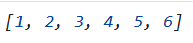 [1, 2, 3, 4, 5, 6]